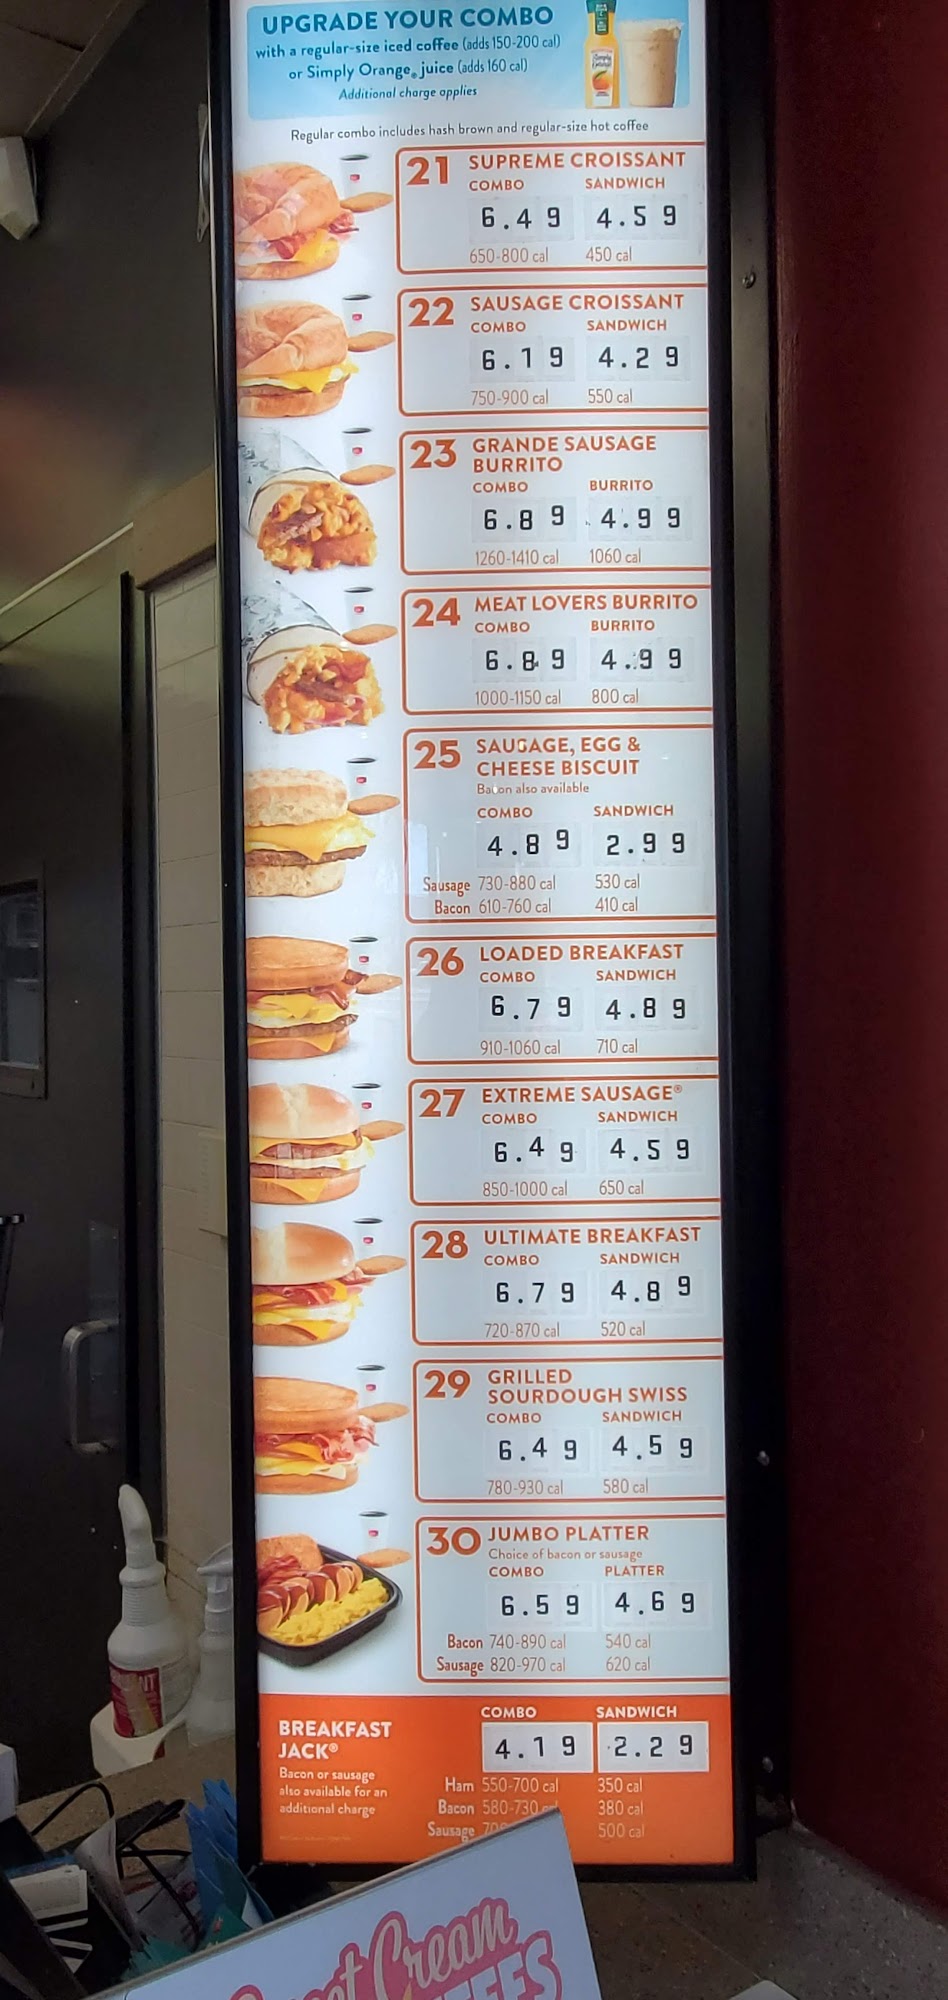 UPGRADE YOUR COMBO
with a regular-size iced coffee (adds 150-200 cal)
or Simply Orange® juice (adds 160 cal)
Additional charge applies
Regular combo includes hash brown and regular-size hot coffee
21 SUPREME CROISSANT
COMBO SANDWICH
6.49 4.59
650-800 cal 450 cal
22 SAUSAGE CROISSANT
COMBO SANDWICH
6.19 4.29
750-900 cal 550 cal
23 GRANDE SAUSAGE
BURRITO
COMBO BURRITO
6.89 4.99
1260-1410 cal 1060 cal
24 MEAT LOVERS BURRITO
COMBO BURRITO
6.89 4.99
1000-1150 cal 800 cal
25 SAUSAGE, EGG &
CHEESE BISCUIT
Bacon also available
COMBO SANDWICH
4.89 2.99
Sausage 730-880 cal 530 cal
Bacon 610-760 cal 410 cal
26 LOADED BREAKFAST
COMBO SANDWICH
6.79 4.89
910-1060 cal 710 cal
27 EXTREME SAUSAGE®
COMBO SANDWICH
6.49 4.59
850-1000 cal 650 cal
28 ULTIMATE BREAKFAST
COMBO SANDWICH
6.79 4.89
720-870 cal 520 cal
29 GRILLED
SOURDOUGH SWISS
COMBO SANDWICH
6.49 4.59
780-930 cal 580 cal
30 JUMBO PLATTER
Choice of bacon or sausage
COMBO PLATTER
6.59 4.69
Bacon 740-890 cal 540 cal
Sausage 820-970 cal 620 cal
COMBO SANDWICH
BREAKFAST
JACK®
4.19 2.29
Bacon or sausage
also available for an
additional charge
Ham 550-700 cal 350 cal
Bacon 580-730 380 cal
Sausage 500 cal
Cream